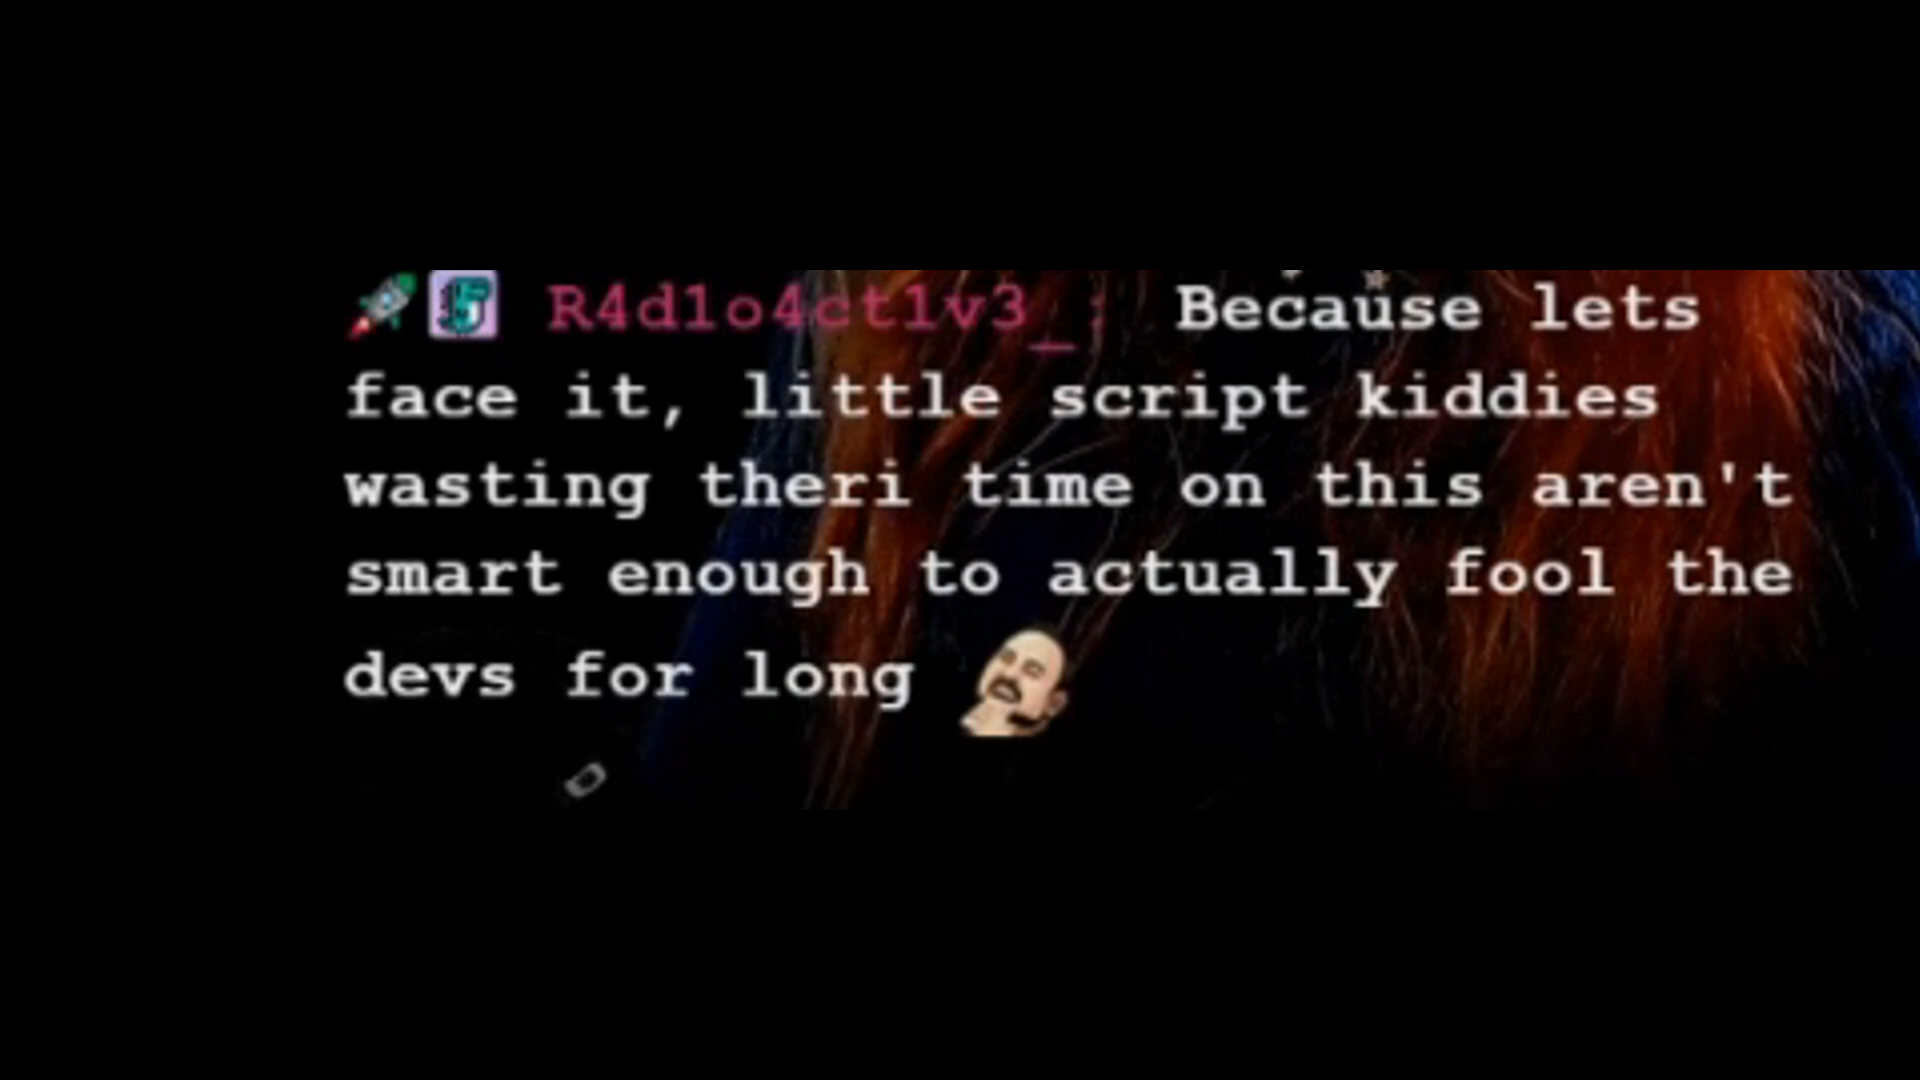 R4d1o4ct1v3_: Because lets
face it, little script kiddies
wasting theri time on this aren't
smart enough to actually fool the
devs for long